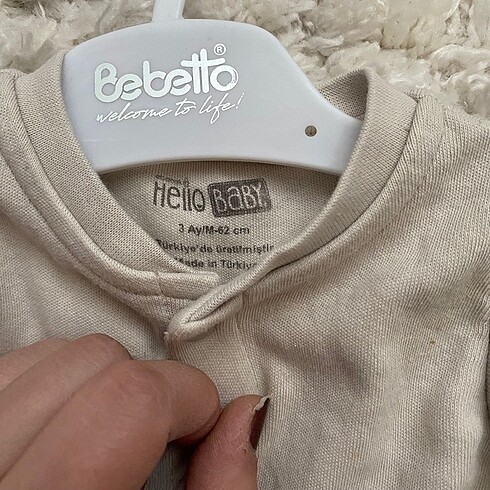 Bebetto®
welcome to life!
Hello BABY
3 Ay/M-62 cm
Türkiye'de üretilmiştir
Made in Türkiye